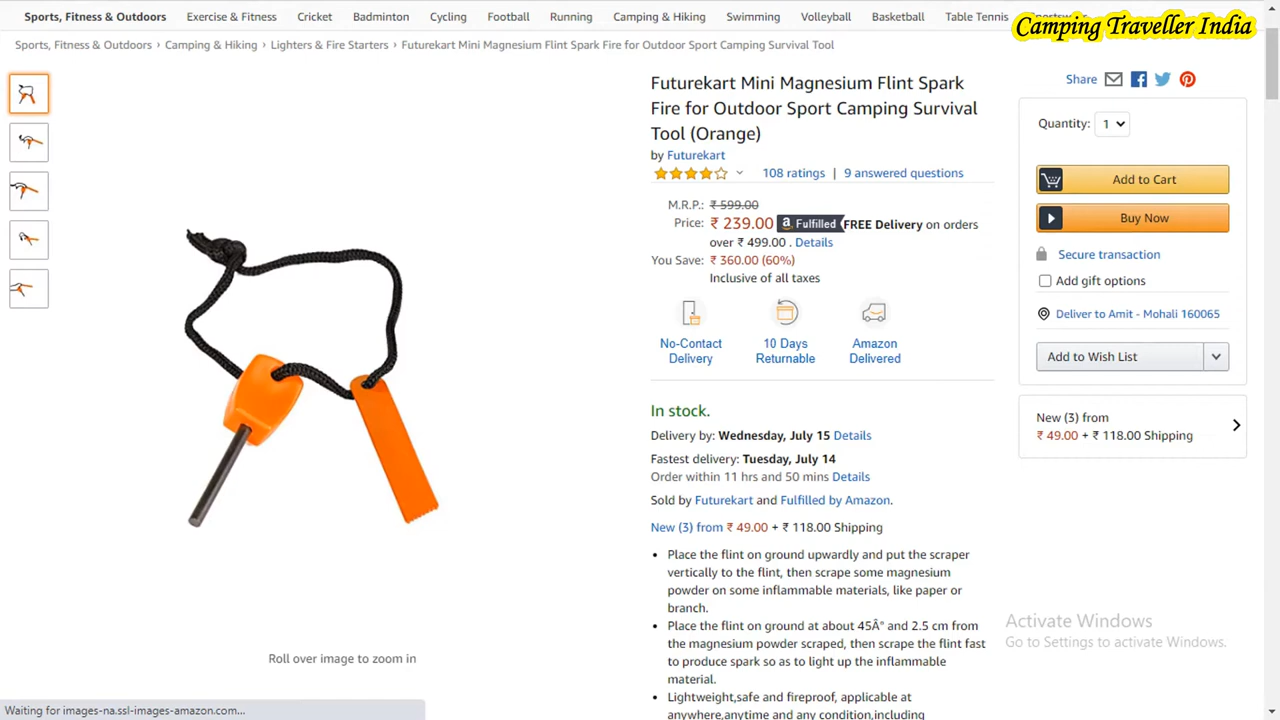 Sports, Fitness & Outdoors Exercise & Fitness Cricket Badminton Cycling Football Running Camping & Hiking Swimming Volleyball Basketball Table Tennis
Camping Traveller India
Sports, Fitness & Outdoors › Camping & Hiking › Lighters & Fire Starters › Futurekart Mini Magnesium Flint Spark Fire for Outdoor Sport Camping Survival Tool
Futurekart Mini Magnesium Flint Spark
Fire for Outdoor Sport Camping Survival
Tool (Orange)
by Futurekart
108 ratings | 9 answered questions
M.R.P.: ₹ 599.00
Price: ₹ 239.00 a Fulfilled FREE Delivery on orders
over ₹ 499.00 . Details
You Save: ₹ 360.00 (60%)
Inclusive of all taxes
No-Contact
Delivery
10 Days
Returnable
Amazon
Delivered
In stock.
Delivery by: Wednesday, July 15 Details
Fastest delivery: Tuesday, July 14
Order within 11 hrs and 50 mins Details
Sold by Futurekart and Fulfilled by Amazon.
New (3) from ₹ 49.00 + ₹ 118.00 Shipping
• Place the flint on ground upwardly and put the scraper
vertically to the flint, then scrape some magnesium
powder on some inflammable materials, like paper or
branch.
• Place the flint on ground at about 45Â° and 2.5 cm from
the magnesium powder scraped, then scrape the flint fast
to produce spark so as to light up the inflammable
material.
• Lightweight,safe and fireproof, applicable at
anywhere,anytime and any condition,including
Share
Quantity: 1
Add to Cart
Buy Now
Secure transaction
Add gift options
Deliver to Amit - Mohali 160065
Add to Wish List
New (3) from
₹ 49.00 + ₹ 118.00 Shipping
Activate Windows
Go to Settings to activate Windows.
Roll over image to zoom in
Waiting for images-na.ssl-images-amazon.com...